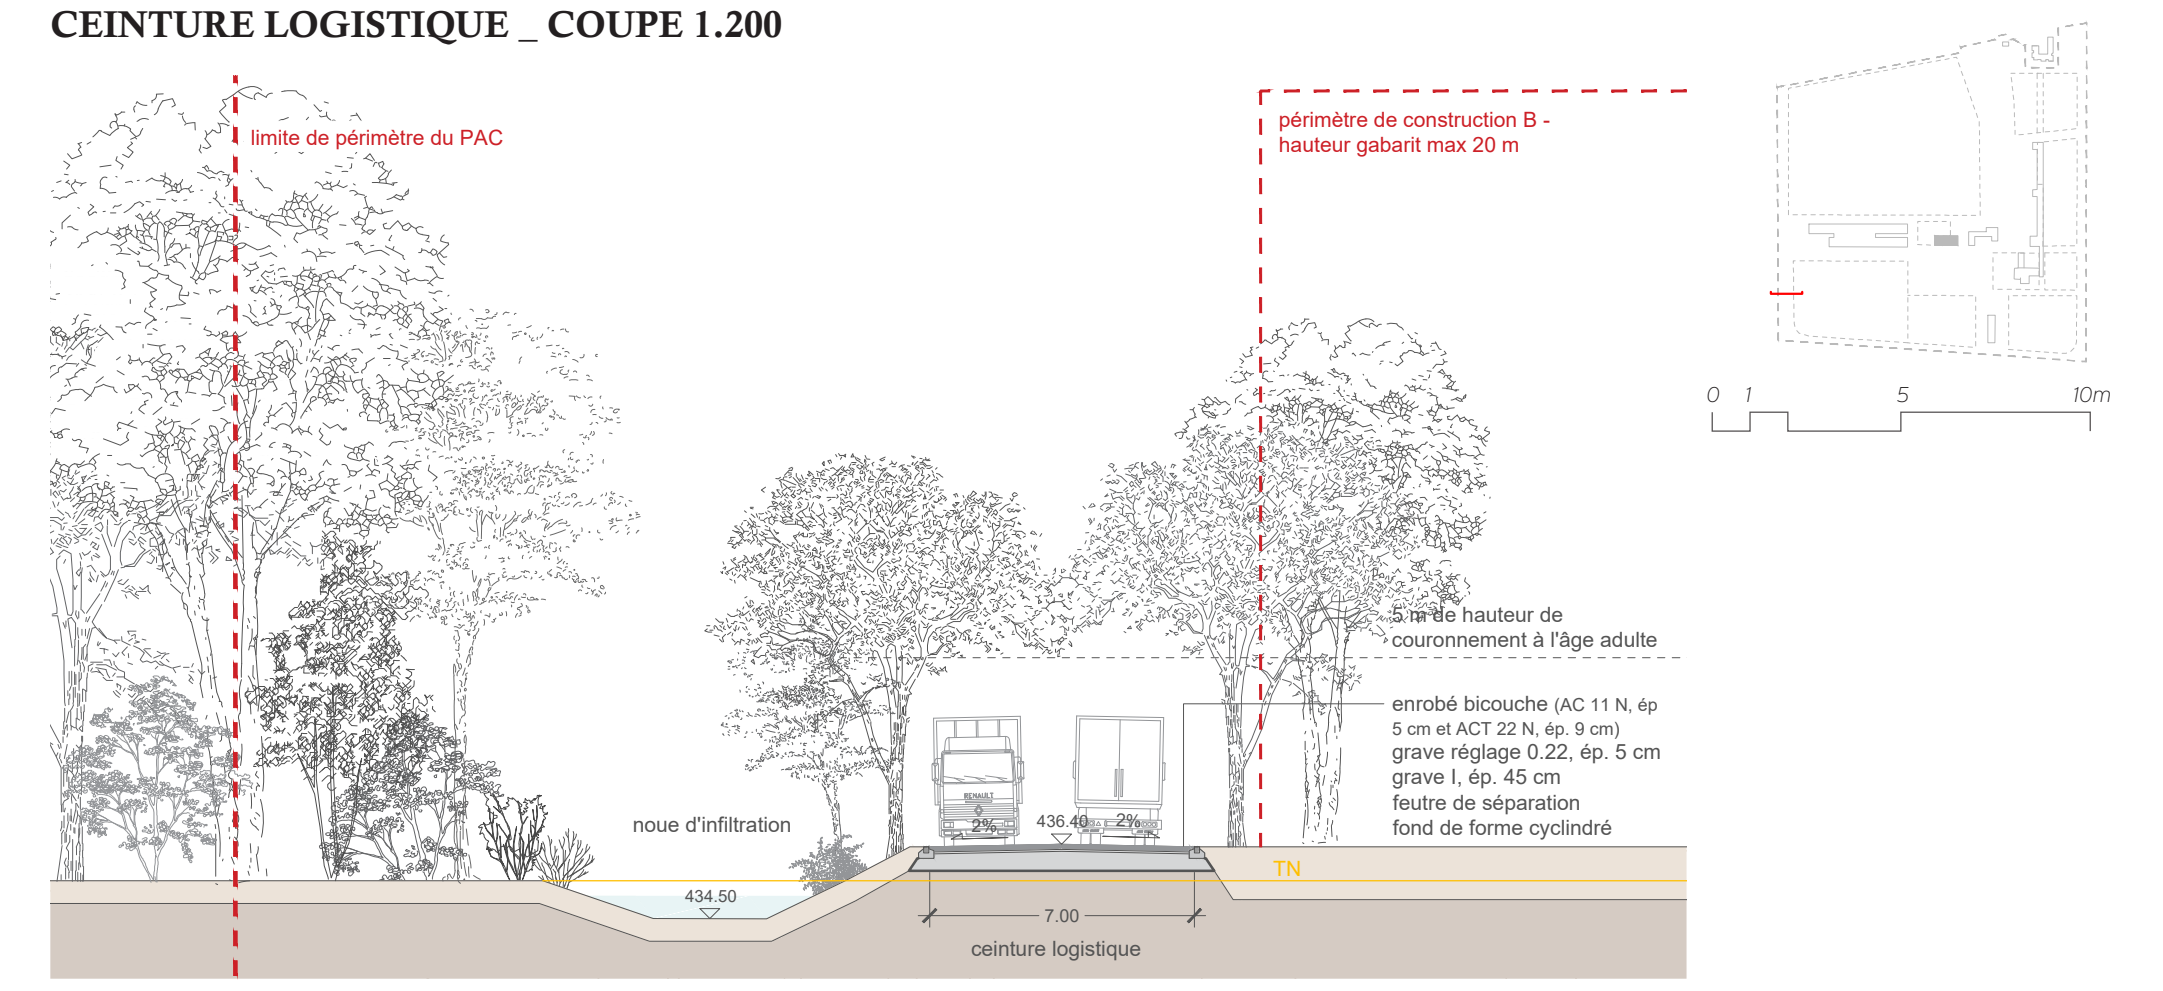 CEINTURE LOGISTIQUE _ COUPE 1.200
limite de périmètre du PAC
périmètre de construction B -
hauteur gabarit max 20 m
0 1 5 10m
5 m de hauteur de
couronnement à l'âge adulte
enrobé bicouche (AC 11 N, ép
5 cm et ACT 22 N, ép. 9 cm)
grave réglage 0.22, ép. 5 cm
grave I, ép. 45 cm
feutre de séparation
fond de forme cyclindré
RENAULT
noue d'infiltration
2% 436.40 2%
TN
434.50
7.00
ceinture logistique